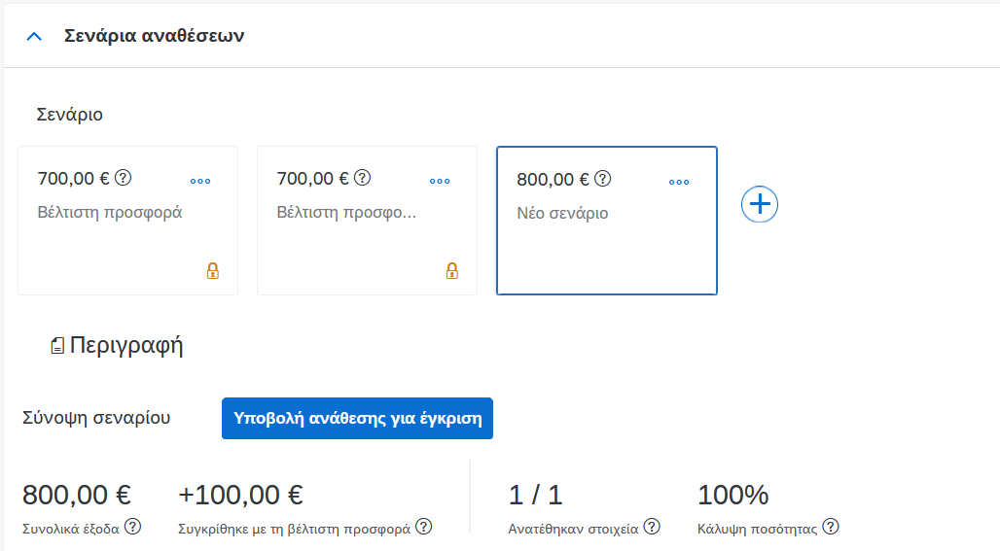 Σενάρια αναθέσεων
Σενάριο
700,00 €
Βέλτιστη προσφορά
700,00 €
Βέλτιστη προσφο...
800,00 €
Νέο σενάριο
Περιγραφή
Σύνοψη σεναρίου
Υποβολή ανάθεσης για έγκριση
800,00 €
Συνολικά έξοδα
+100,00 €
Συγκρίθηκε με τη βέλτιστη προσφορά
1 / 1
Ανατέθηκαν στοιχεία
100%
Κάλυψη ποσότητας